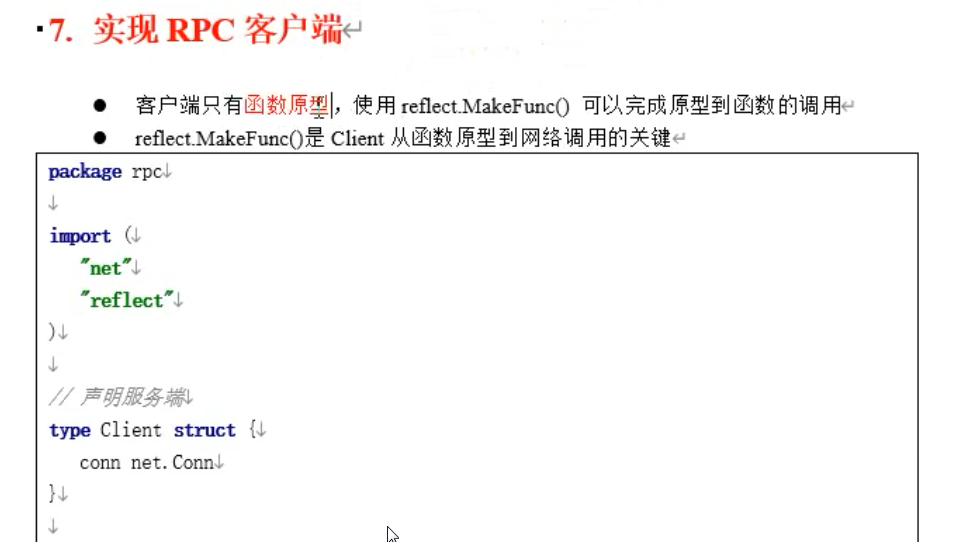 7. 实现 RPC 客户端
客户端只有函数原型，使用 reflect.MakeFunc() 可以完成原型到函数的调用
reflect.MakeFunc()是 Client 从函数原型到网络调用的关键
package rpc
import (
"net"
"reflect"
)
// 声明服务端
type Client struct {
conn net.Conn
}